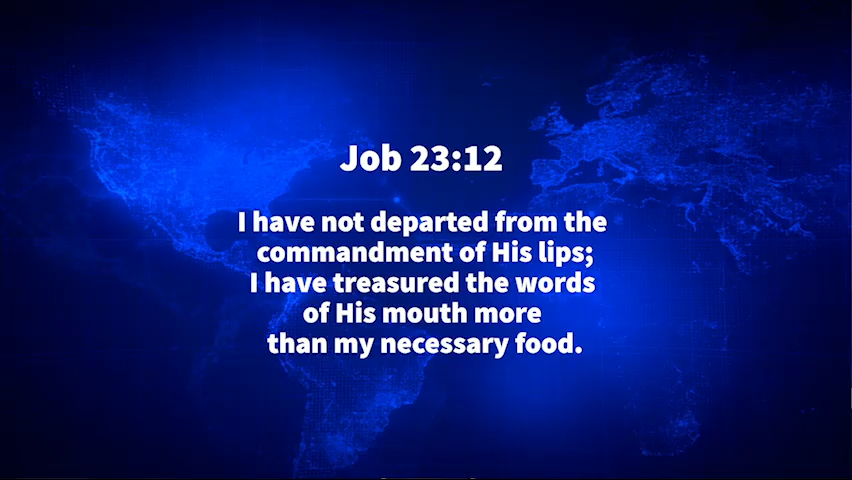 Job 23:12
I have not departed from the
commandment of His lips;
I have treasured the words
of His mouth more
than my necessary food.